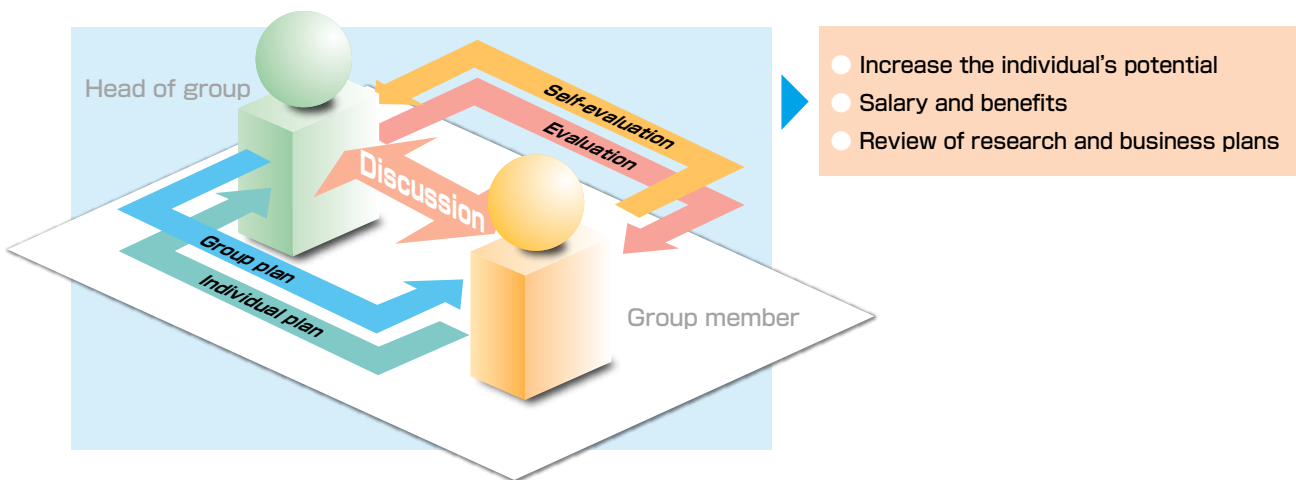 Head of group
Self-evaluation
Evaluation
Discussion
Group plan
Individual plan
Group member
Increase the individual's potential
Salary and benefits
Review of research and business plans